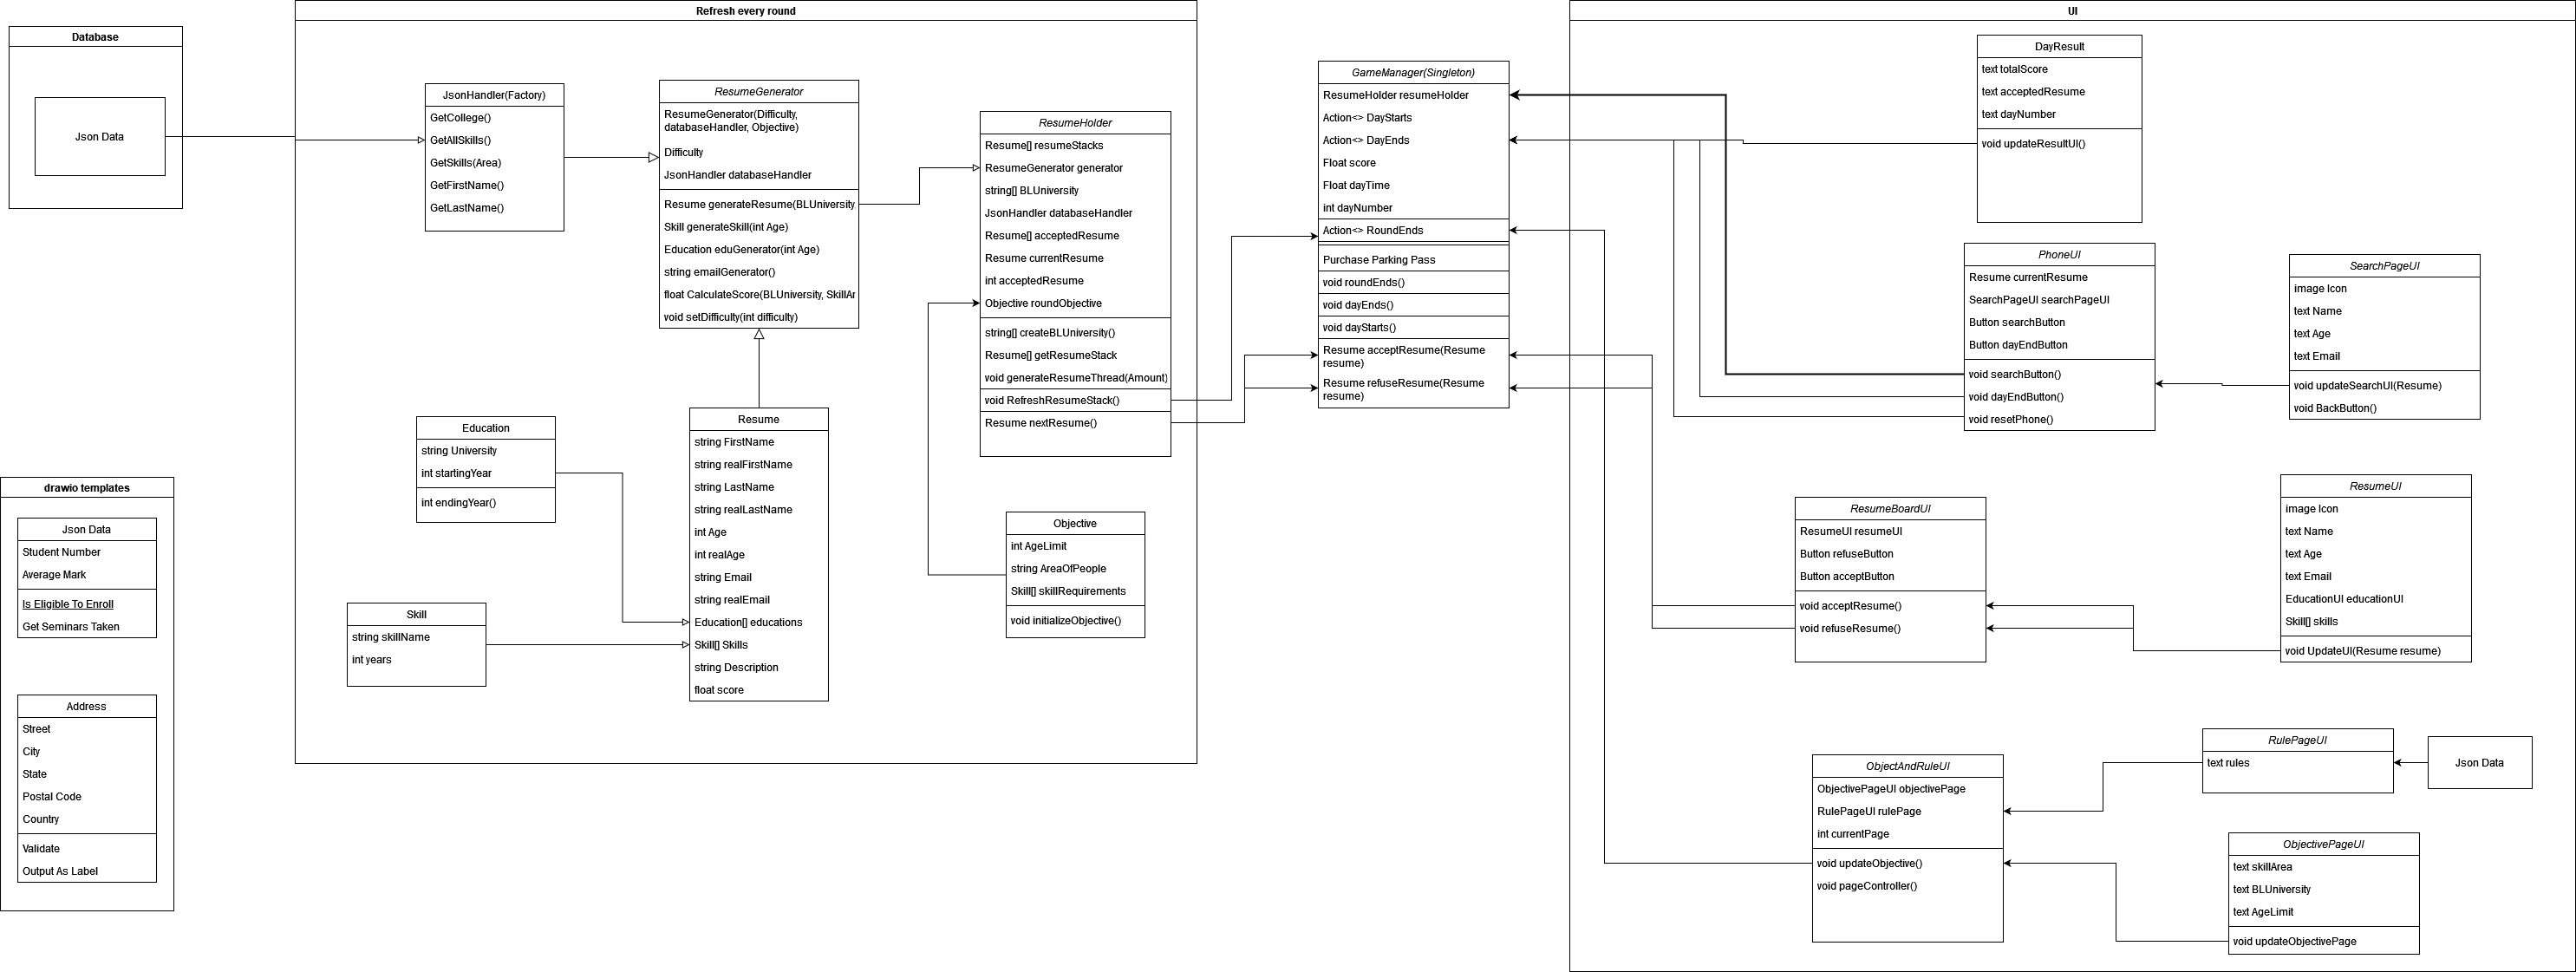 Database
Json Data
drawio templates
Json Data
Student Number
Average Mark
Is Eligible To Enroll
Get Seminars Taken
Address
Street
City
State
Postal Code
Country
Validate
Output As Label
Refresh every round
JsonHandler(Factory)
GetCollege()
GetAllSkills()
GetSkills(Area)
GetFirstName()
GetLastName()
ResumeGenerator
ResumeGenerator(Difficulty,
databaseHandler, Objective)
Difficulty
JsonHandler databaseHandler
Resume generateResume(BLUniversity
Skill generateSkill(int Age)
Education eduGenerator(int Age)
string emailGenerator()
float CalculateScore(BLUniversity, SkillAr
void setDifficulty(int difficulty)
ResumeHolder
Resume[] resumeStacks
ResumeGenerator generator
string[] BLUniversity
JsonHandler databaseHandler
Resume[] acceptedResume
Resume currentResume
int acceptedResume
Objective roundObjective
string[] createBLUniversity()
Resume[] getResumeStack
void generateResumeThread(Amount)
void RefreshResumeStack()
Resume nextResume()
Education
string University
int startingYear
int endingYear()
Skill
string skillName
int years
Resume
string FirstName
string realFirstName
string LastName
string realLastName
int Age
int realAge
string Email
string realEmail
Education[] educations
Skill[] Skills
string Description
float score
Objective
int AgeLimit
string AreaOfPeople
Skill[] skillRequirements
void initializeObjective()
GameManager(Singleton)
ResumeHolder resumeHolder
Action<> DayStarts
Action<> DayEnds
Float score
Float dayTime
int dayNumber
Action<> RoundEnds
Purchase Parking Pass
void roundEnds()
void dayEnds()
void dayStarts()
Resume acceptResume(Resume
resume)
Resume refuseResume(Resume
resume)
UI
DayResult
text totalScore
text acceptedResume
text dayNumber
void updateResultUI()
PhoneUI
Resume currentResume
SearchPageUI searchPageUI
Button searchButton
Button dayEndButton
void searchButton()
void dayEndButton()
void resetPhone()
SearchPageUI
image Icon
text Name
text Age
text Email
void updateSearchUI(Resume)
void BackButton()
ResumeBoardUI
ResumeUI resumeUI
Button refuseButton
Button acceptButton
void acceptResume()
void refuseResume()
ResumeUI
image Icon
text Name
text Age
text Email
EducationUI educationUI
Skill[] skills
void UpdateUI(Resume resume)
ObjectAndRuleUI
ObjectivePageUI objectivePage
RulePageUI rulePage
int currentPage
void updateObjective()
void pageController()
RulePageUI
text rules
Json Data
ObjectivePageUI
text skillArea
text BLUniversity
text AgeLimit
void updateObjectivePage